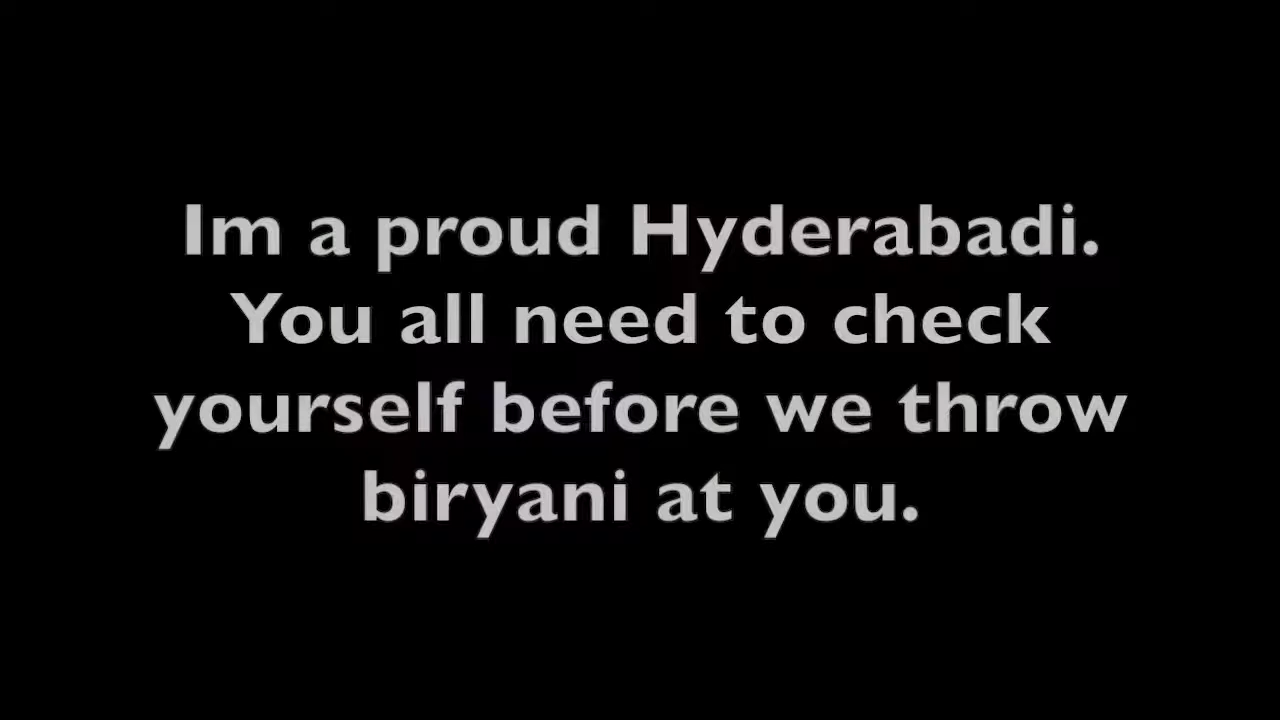 Im a proud Hyderabadi.
You all need to check
yourself before we throw
biryani at you.